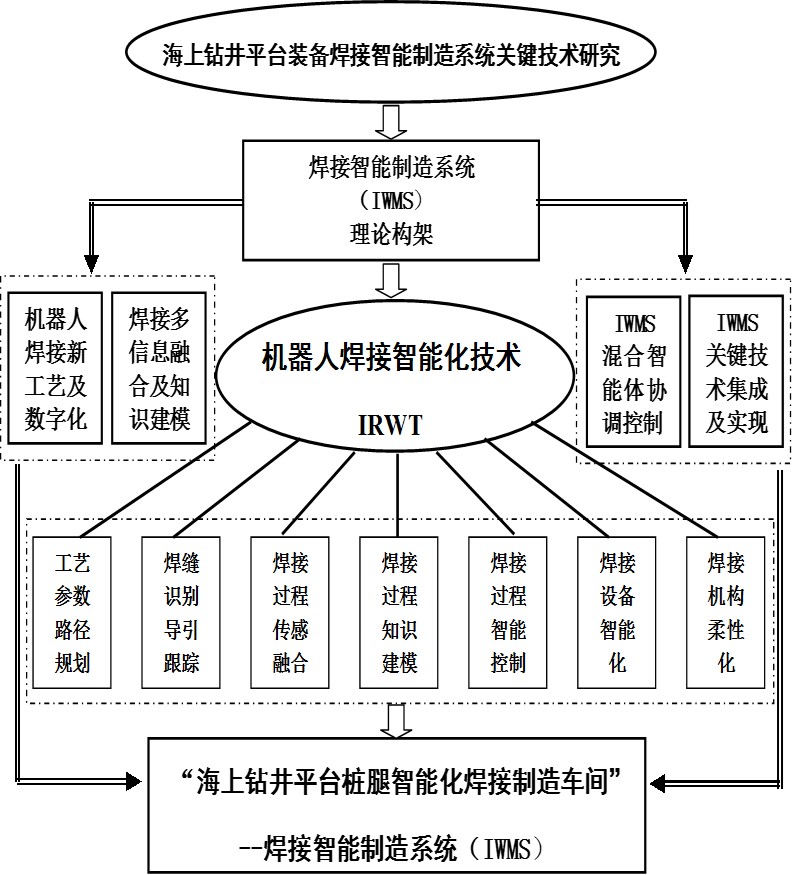 海上钻井平台装备焊接智能制造系统关键技术研究
焊接智能制造系统
（IWMS）
理论构架
机器人
焊接新
工艺及
数字化
焊接多
信息融
合及知
识建模
机器人焊接智能化技术
IRWT
IWMS
混合智
能体协
调控制
IWMS
关键技
术集成
及实现
工艺
参数
路径
规划
焊缝
识别
导引
跟踪
焊接
过程
传感
融合
焊接
过程
知识
建模
焊接
过程
智能
控制
焊接
设备
智能
化
焊接
机构
柔性
化
“海上钻井平台桩腿智能化焊接制造车间”
--焊接智能制造系统（IWMS）